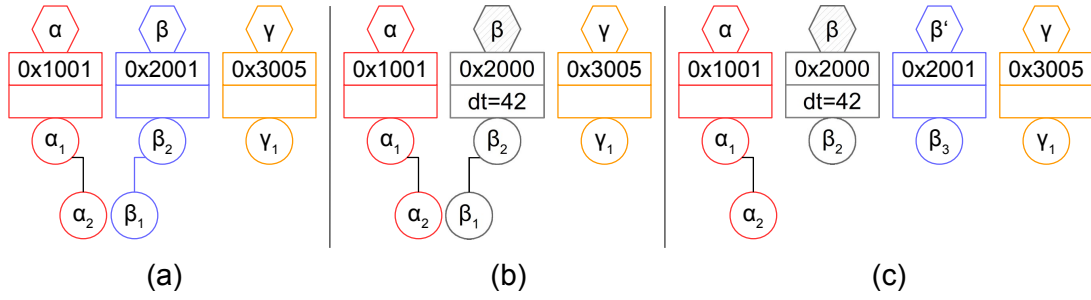 α β γ
0x1001 0x2001 0x3005
α1 β2 γ1
α2 β1
(a)
α β γ
0x1001 0x2000 0x3005
dt=42
α1 β2 γ1
α2 β1
(b)
α β β‘ γ
0x1001 0x2000 0x2001 0x3005
dt=42
α1 β2 β3 γ1
α2
(c)